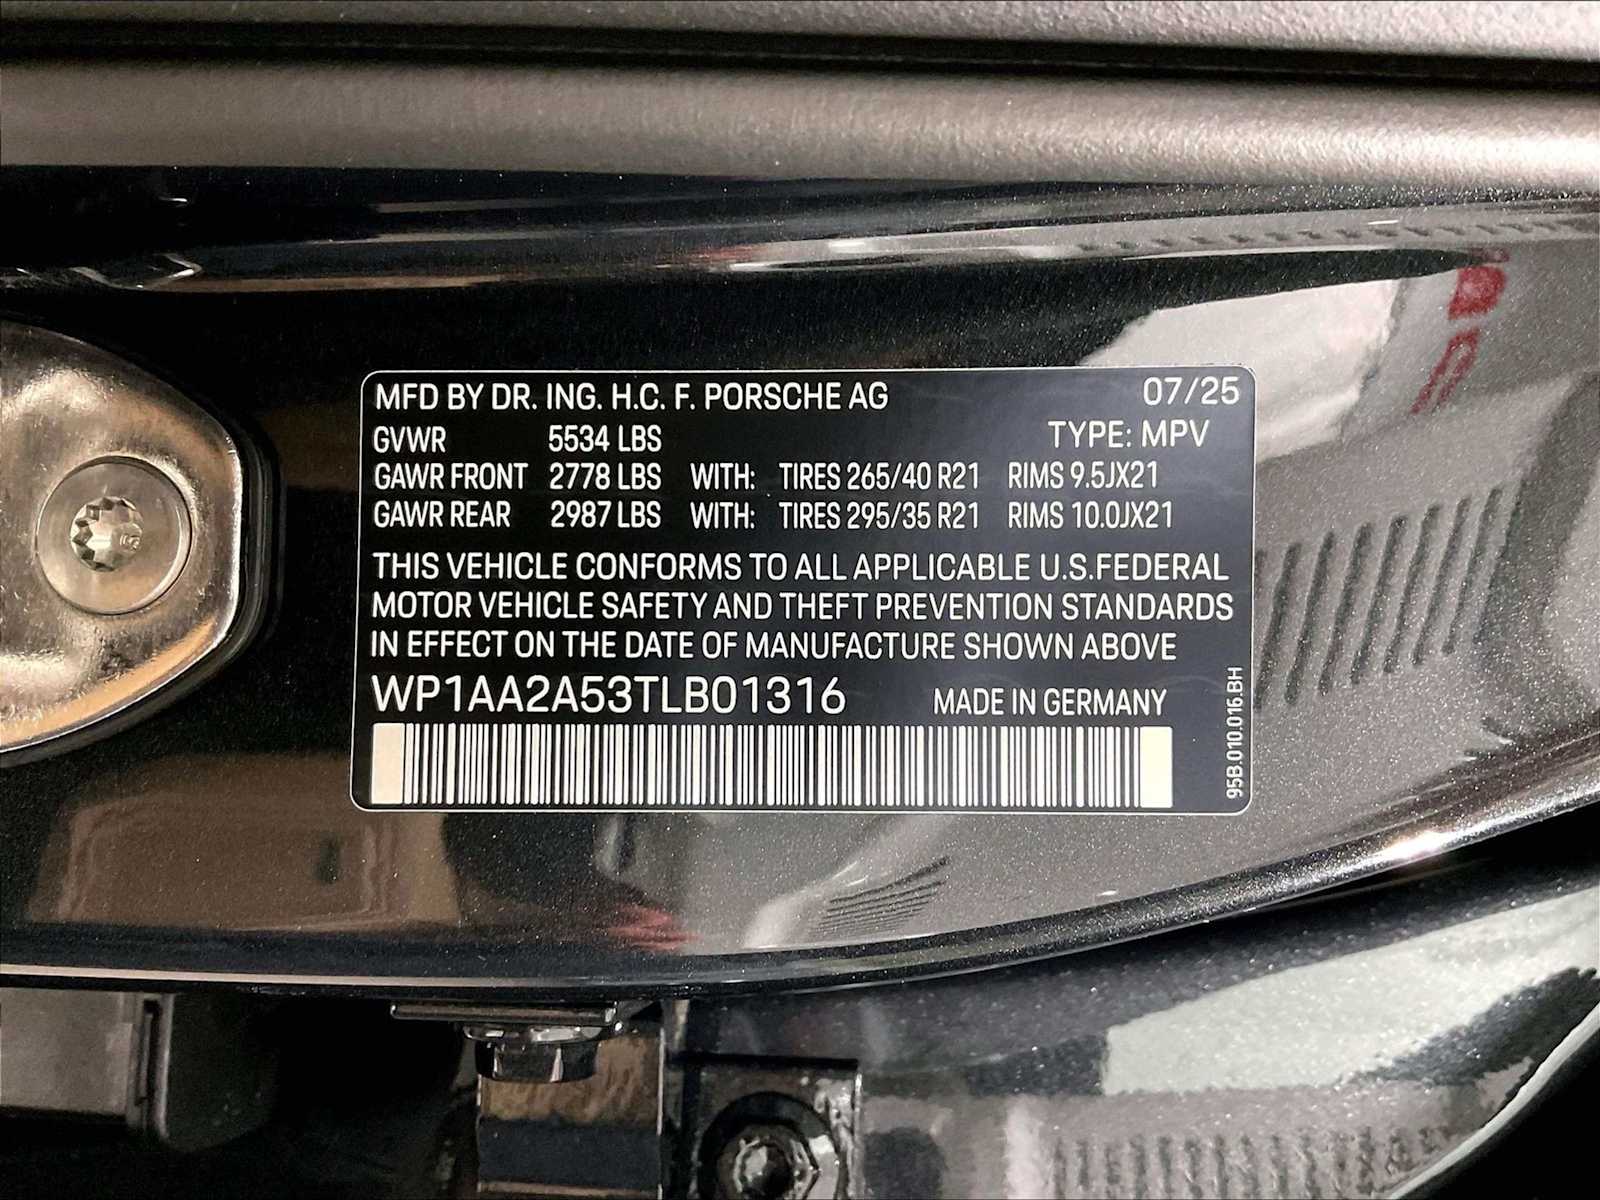 MFD BY DR. ING. H.C. F. PORSCHE AG 07/25
GVWR 5534 LBS TYPE: MPV
GAWR FRONT 2778 LBS WITH: TIRES 265/40 R21 RIMS 9.5JX21
GAWR REAR 2987 LBS WITH: TIRES 295/35 R21 RIMS 10.0JX21
THIS VEHICLE CONFORMS TO ALL APPLICABLE U.S.FEDERAL
MOTOR VEHICLE SAFETY AND THEFT PREVENTION STANDARDS
IN EFFECT ON THE DATE OF MANUFACTURE SHOWN ABOVE
WP1AA2A53TLB01316 MADE IN GERMANY
95B.010.016.BH